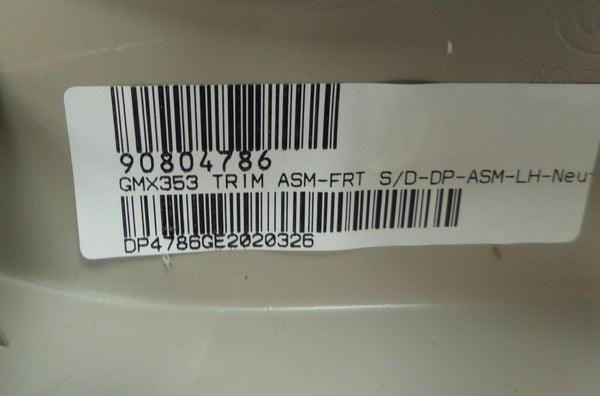 90804786
GMX353 TRIM ASM-FRT S/D-DP-ASM-LH-Neu-
DP4786GE2020326